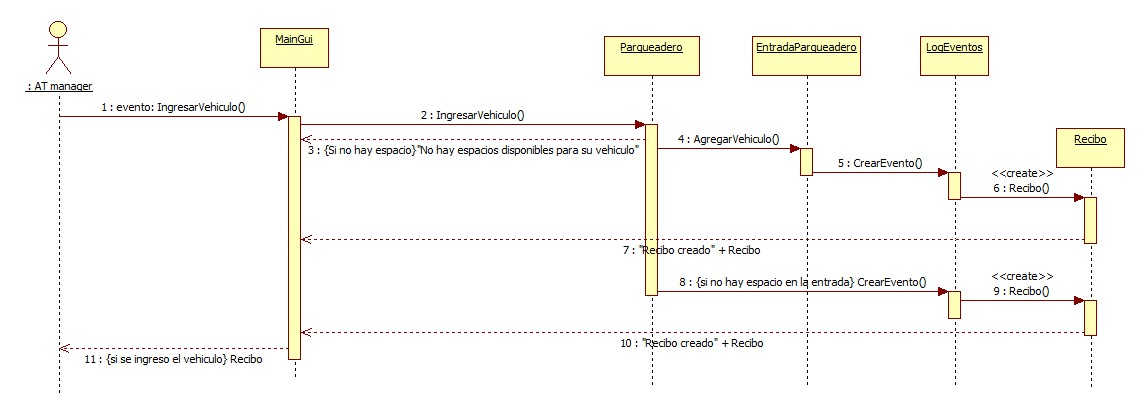 : AT manager
MainGui
Parqueadero
EntradaParqueadero
LogEventos
Recibo
1 : evento: IngresarVehiculo()
2 : IngresarVehiculo()
3 : {Si no hay espacio}"No hay espacios disponibles para su vehiculo"
4 : AgregarVehiculo()
5 : CrearEvento()
<<create>>
6 : Recibo()
7 : "Recibo creado" + Recibo
8 : {si no hay espacio en la entrada} CrearEvento()
<<create>>
9 : Recibo()
10 : "Recibo creado" + Recibo
11 : {si se ingreso el vehiculo} Recibo